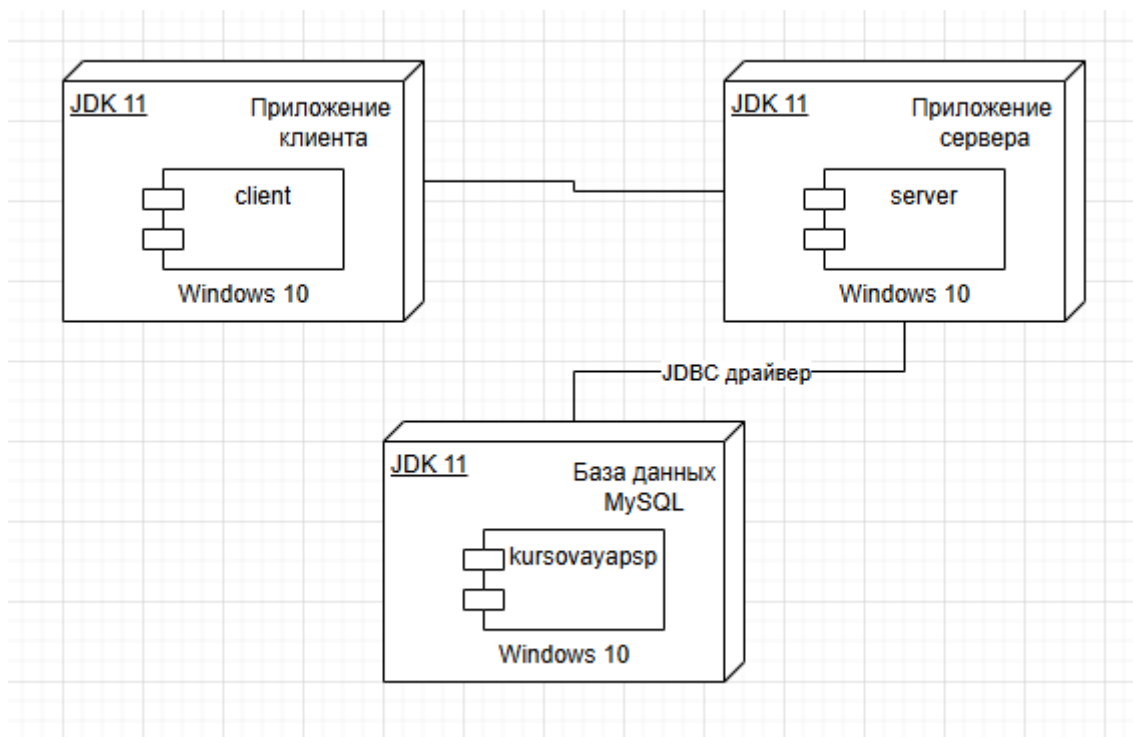 JDK 11
Приложение
клиента
client
Windows 10
JDK 11
Приложение
сервера
server
Windows 10
JDBC драйвер
JDK 11
База данных
MySQL
kursovayapsp
Windows 10